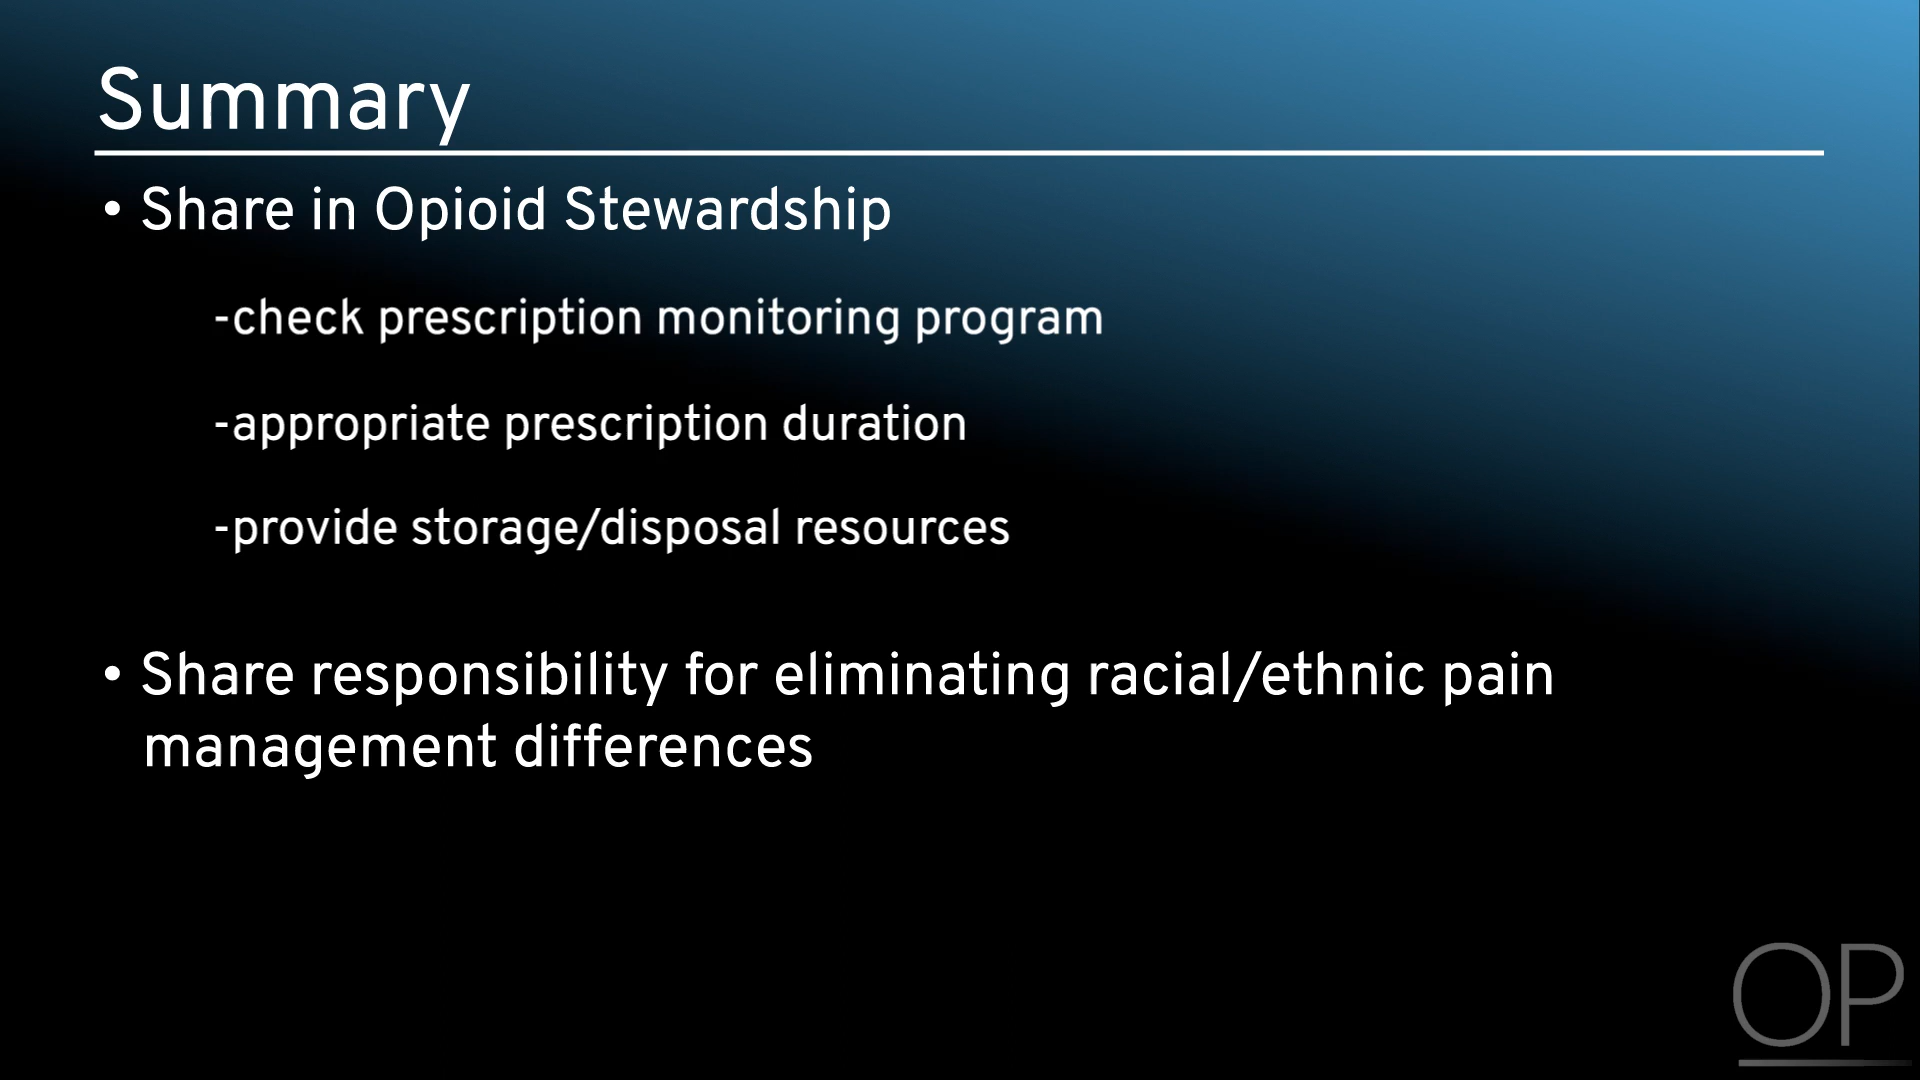 Summary
• Share in Opioid Stewardship
-check prescription monitoring program
-appropriate prescription duration
-provide storage/disposal resources
• Share responsibility for eliminating racial/ethnic pain
management differences
OP